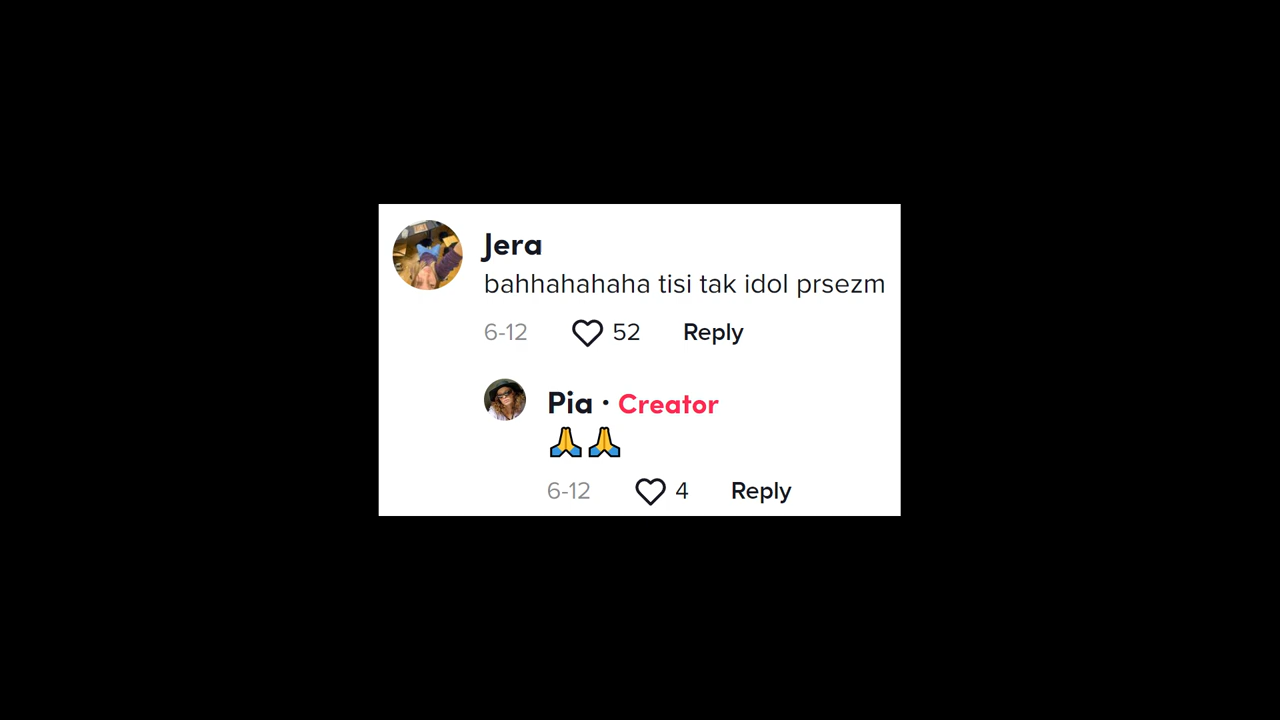 Jera
bahhahahaha tisi tak idol prsezm
6-12 52 Reply
Pia · Creator
🙏🙏
6-12 4 Reply